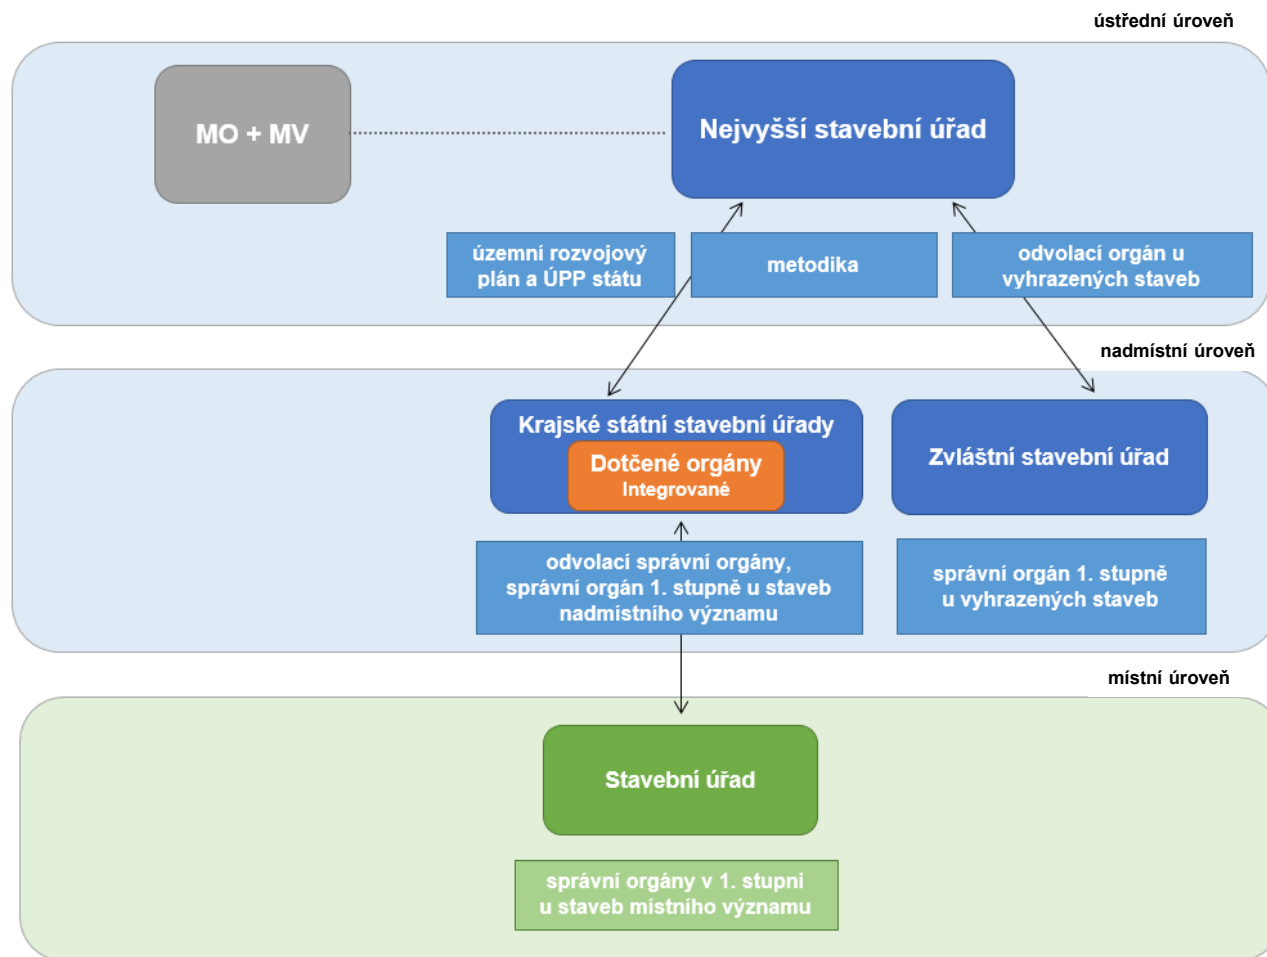 ústřední úroveň
MO + MV
Nejvyšší stavební úřad
územní rozvojový
plán a ÚPP státu
metodika
odvolací orgán u
vyhrazených staveb
nadmístní úroveň
Krajské státní stavební úřady
Dotčené orgány
Integrované
Zvláštní stavební úřad
odvolací správní orgány,
správní orgán 1. stupně u staveb
nadmístního významu
správní orgán 1. stupně
u vyhrazených staveb
místní úroveň
Stavební úřad
správní orgány v 1. stupni
u staveb místního významu